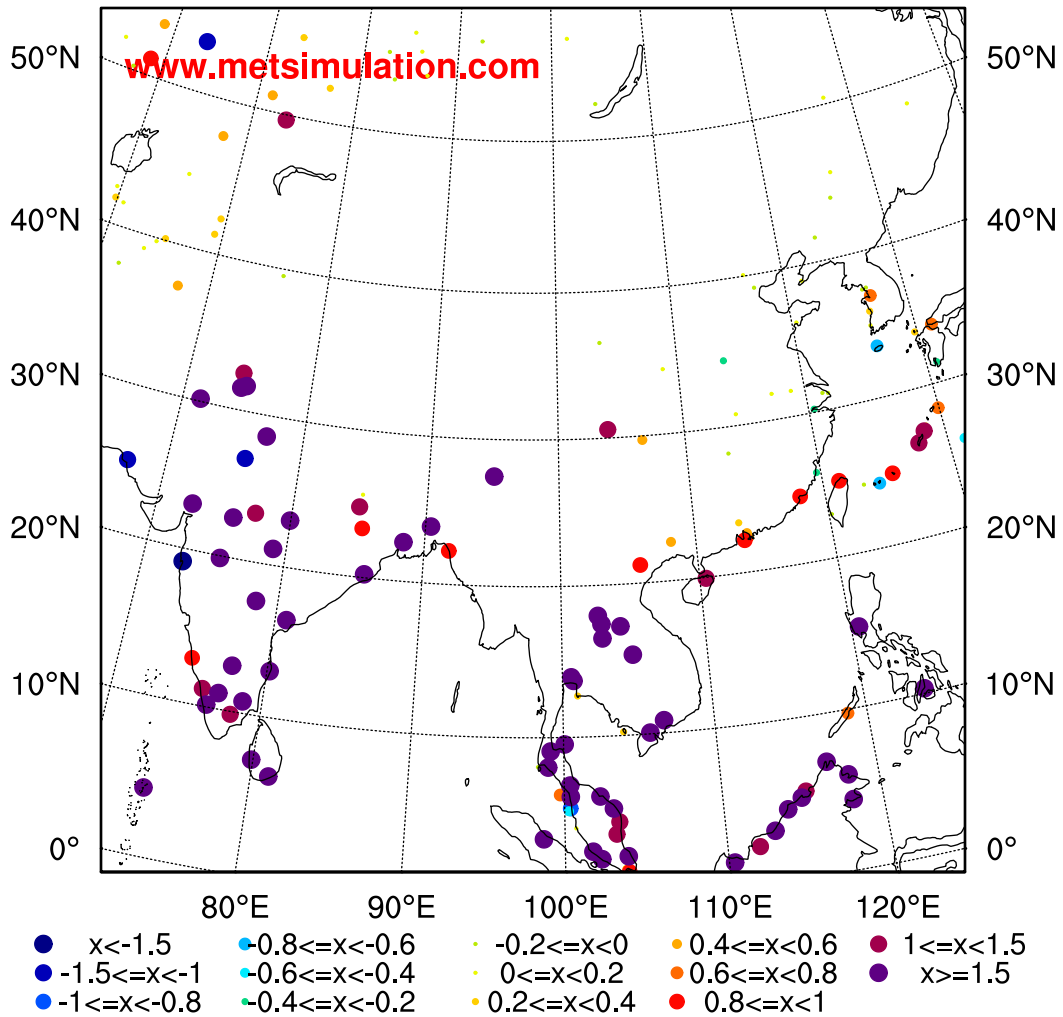 50°N 50°N
www.metsimulation.com
40°N 40°N
30°N 30°N
20°N 20°N
10°N 10°N
0° 0°
80°E 90°E 100°E 110°E 120°E
x<-1.5 -0.8<=x<-0.6 -0.2<=x<0 0.4<=x<0.6 1<=x<1.5
-1.5<=x<-1 -0.6<=x<-0.4 0<=x<0.2 0.6<=x<0.8 x>=1.5
-1<=x<-0.8 -0.4<=x<-0.2 0.2<=x<0.4 0.8<=x<1